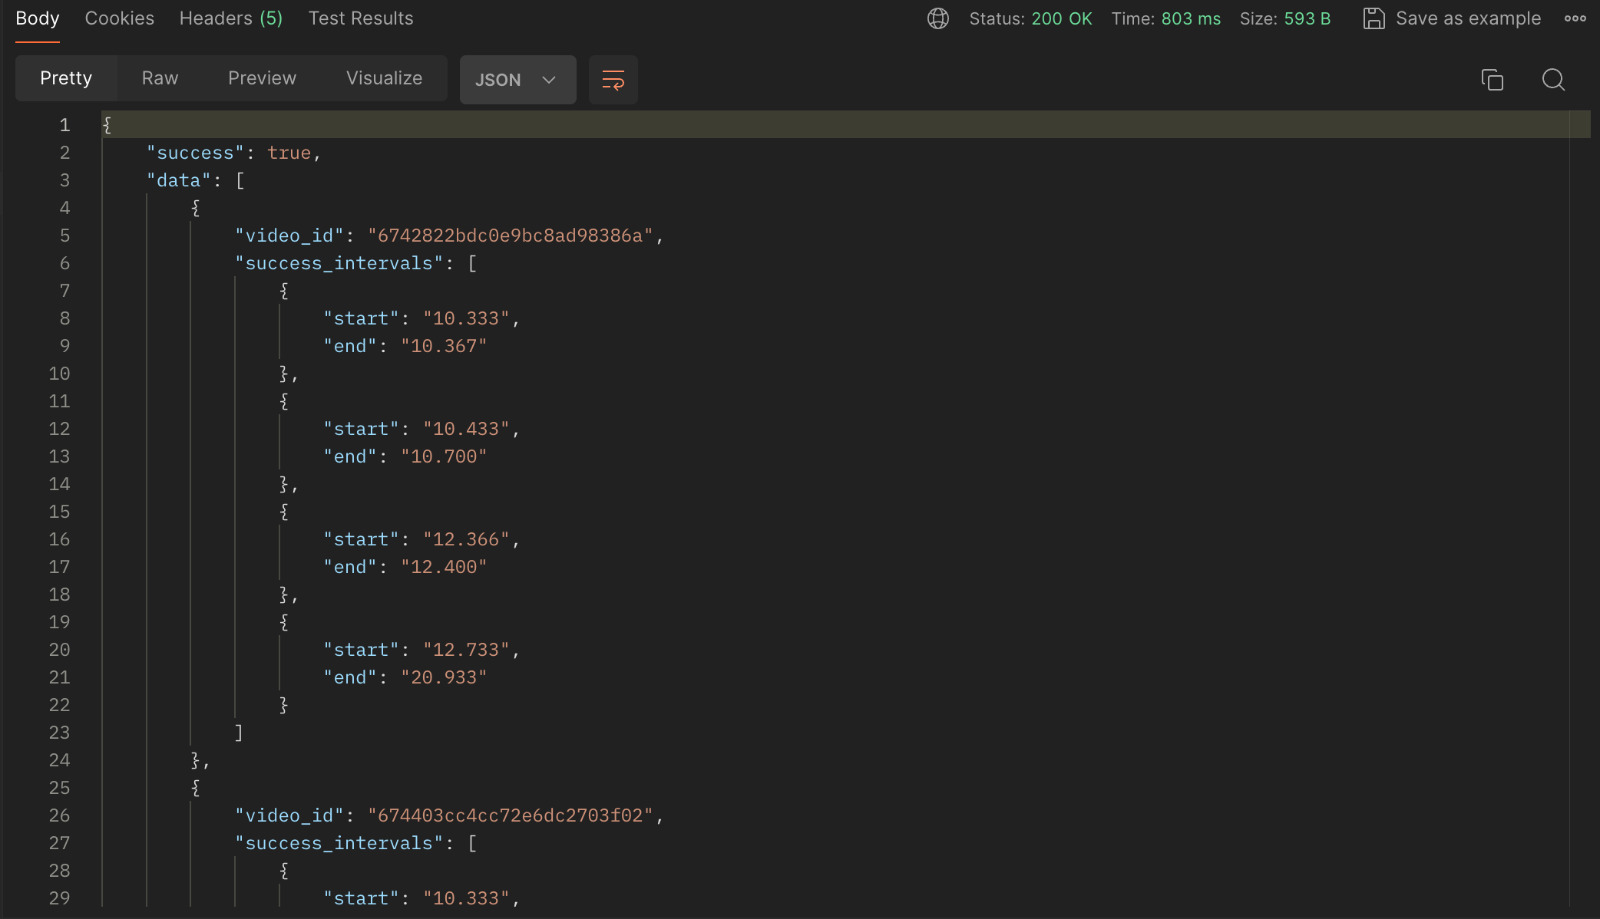 Body Cookies Headers (5) Test Results Status: 200 OK Time: 803 ms Size: 593 B Save as example
Pretty Raw Preview Visualize JSON
1 {
2 "success": true,
3 "data": [
4 {
5 "video_id": "6742822bdc0e9bc8ad98386a",
6 "success_intervals": [
7 {
8 "start": "10.333",
9 "end": "10.367"
10 },
11 {
12 "start": "10.433",
13 "end": "10.700"
14 },
15 {
16 "start": "12.366",
17 "end": "12.400"
18 },
19 {
20 "start": "12.733",
21 "end": "20.933"
22 }
23 ]
24 },
25 {
26 "video_id": "674403cc4cc72e6dc2703f02",
27 "success_intervals": [
28 {
29 "start": "10.333",